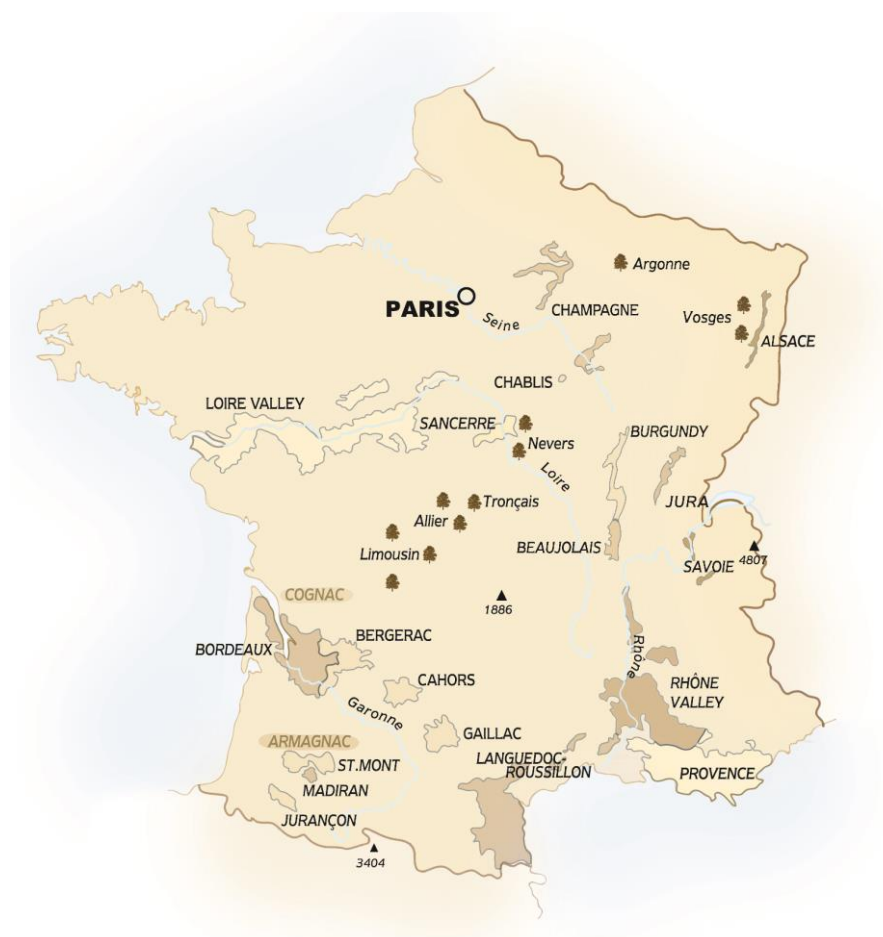 Argonne
PARIS
Seine
CHAMPAGNE
Vosges
ALSACE
CHABLIS
LOIRE VALLEY
SANCERRE
BURGUNDY
Nevers
Loire
JURA
Tronçais
Allier
BEAUJOLAIS
Limousin
SAVOIE
4807
COGNAC
1886
BERGERAC
BORDEAUX
Rhône
CAHORS
RHÔNE
VALLEY
Garonne
GAILLAC
ARMAGNAC
LANGUEDOC-
ROUSSILLON
ST.MONT
PROVENCE
MADIRAN
JURANÇON
3404